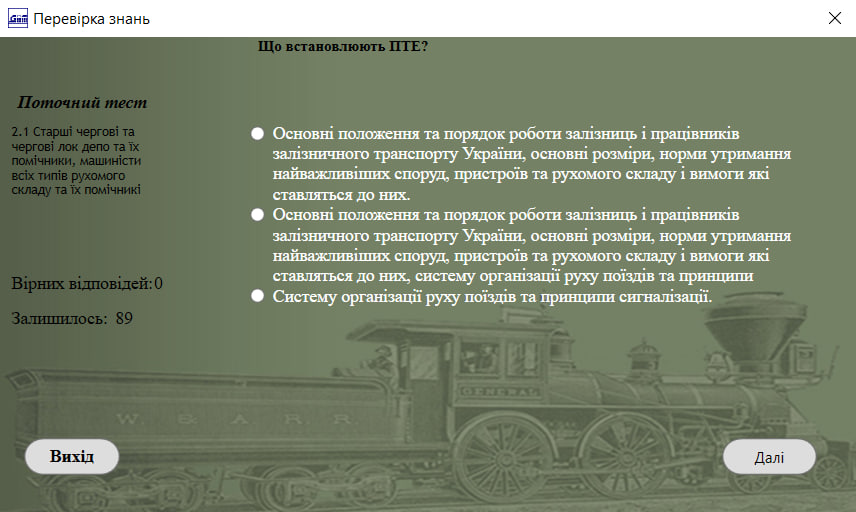 Перевірка знань
Що встановлюють ПТЕ?
Поточний тест
2.1 Старші чергові та
чергові лок депо та їх
помічники, машиністи
всіх типів рухомого
складу та їх помічникі
Основні положення та порядок роботи залізниць і працівників
залізничного транспорту України, основні розміри, норми утримання
найважливіших споруд, пристроїв та рухомого складу і вимоги які
ставляться до них.
Основні положення та порядок роботи залізниць і працівників
залізничного транспорту України, основні розміри, норми утримання
найважливіших споруд, пристроїв та рухомого складу і вимоги які
ставляться до них, систему організації руху поїздів та принципи
Систему організації руху поїздів та принципи сигналізації.
Вірних відповідей:0
Залишилось: 89
GENERAL
W. & A. R. R.
Вихід
Далі